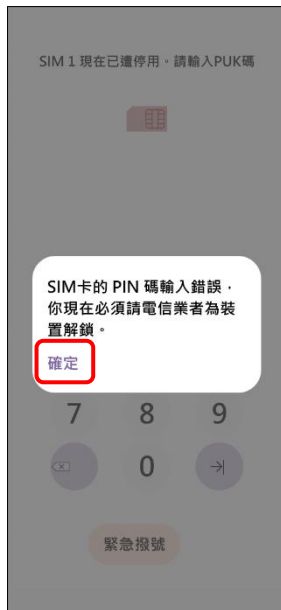 SIM 1 現在已遭停用。請輸入PUK碼
SIM卡的 PIN 碼輸入錯誤，
你現在必須請電信業者為裝
置解鎖。
確定
7 8 9
0
緊急撥號